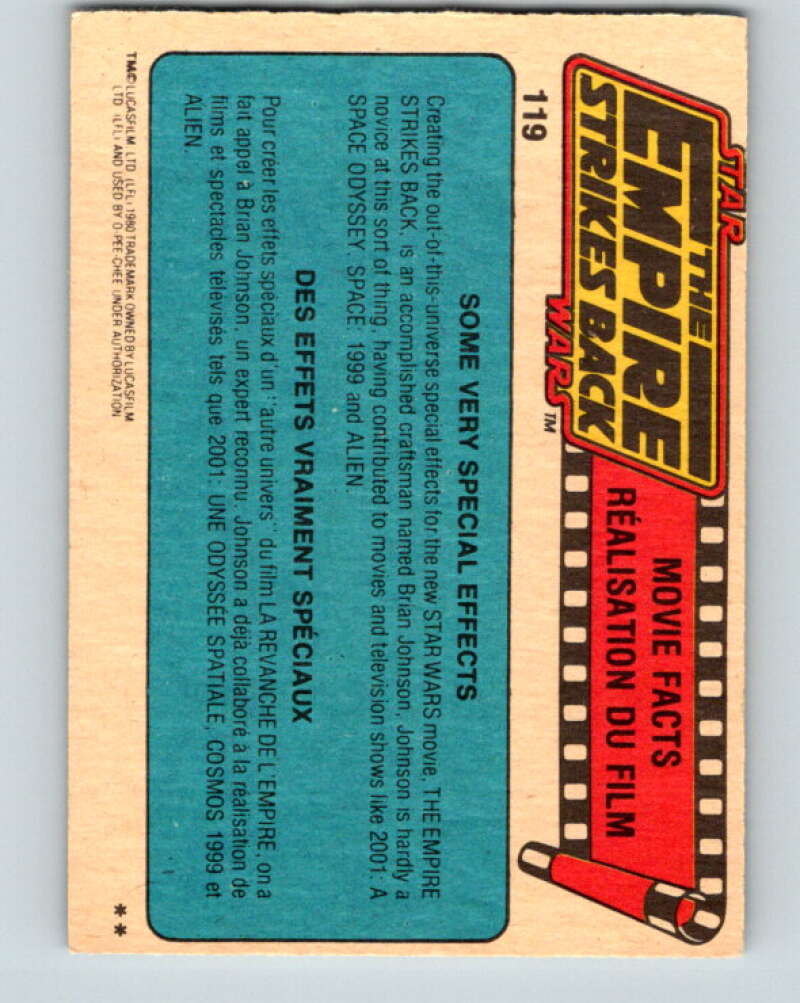 STAR
THE
EMPIRE
STRIKES BACK
WARS™
MOVIE FACTS
RÉALISATION DU FILM
119
SOME VERY SPECIAL EFFECTS
Creating the out-of-this-universe special effects for the new STAR WARS movie, THE EMPIRE
STRIKES BACK, is an accomplished craftsman named Brian Johnson. Johnson is hardly a
novice at this sort of thing, having contributed to movies and television shows like 2001: A
SPACE ODYSSEY, SPACE: 1999 and ALIEN.
DES EFFETS VRAIMENT SPÉCIAUX
Pour créer les effets spéciaux d'un "autre univers" du film LA REVANCHE DE L'EMPIRE, on a
fait appel à Brian Johnson, un expert reconnu. Johnson a déjà collaboré à la réalisation de
films et spectacles télévisés tels que 2001: UNE ODYSSÉE SPATIALE, COSMOS 1999 et
ALIEN.
TM©LUCASFILM LTD. (LFL) 1980 TRADEMARK OWNED BY LUCASFILM
LTD. (LFL) AND USED BY O-PEE-CHEE UNDER AUTHORIZATION
**